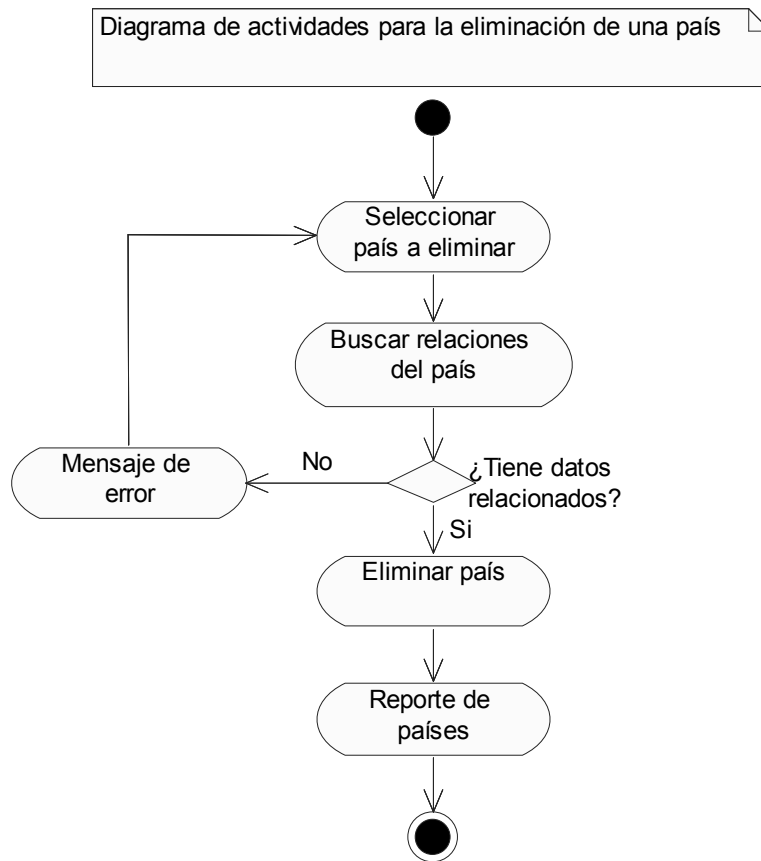 Diagrama de actividades para la eliminación de una país
Seleccionar
país a eliminar
Buscar relaciones
del país
¿Tiene datos
relacionados?
No
Mensaje de
error
Si
Eliminar país
Reporte de
países